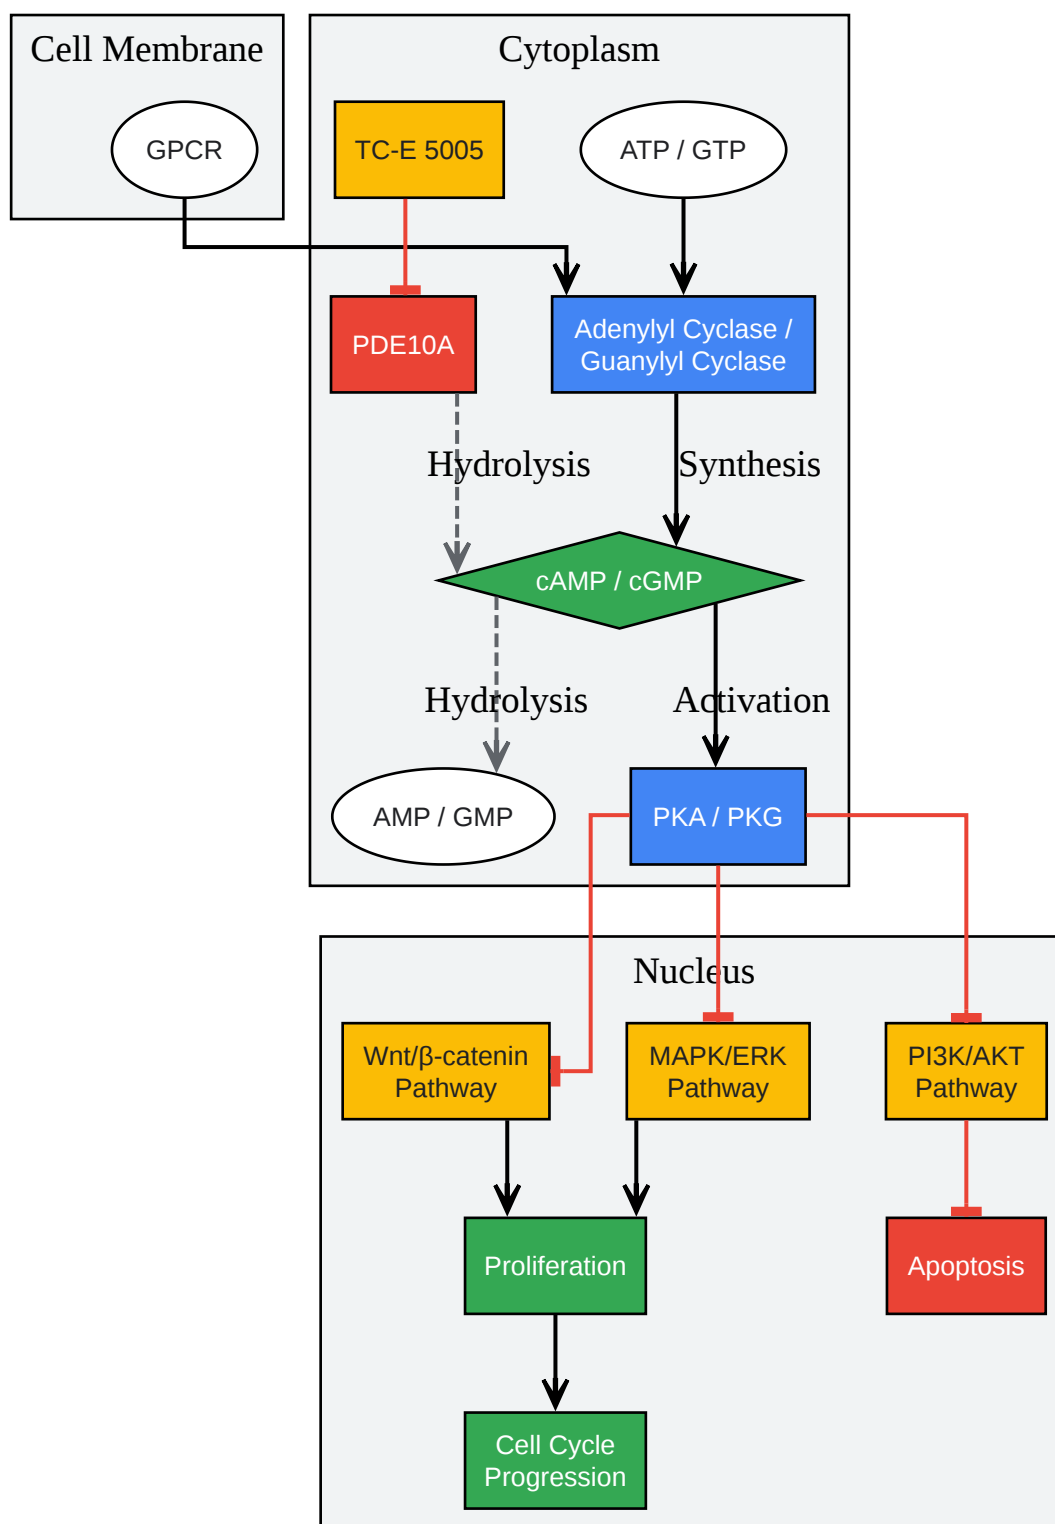 Cell Membrane
Cytoplasm
GPCR
TC-E 5005
ATP / GTP
PDE10A
Adenylyl Cyclase /
Guanylyl Cyclase
Hydrolysis
Synthesis
cAMP / cGMP
Hydrolysis
Activation
AMP / GMP
PKA / PKG
Nucleus
Wnt/β-catenin
Pathway
MAPK/ERK
Pathway
PI3K/AKT
Pathway
Proliferation
Apoptosis
Cell Cycle
Progression